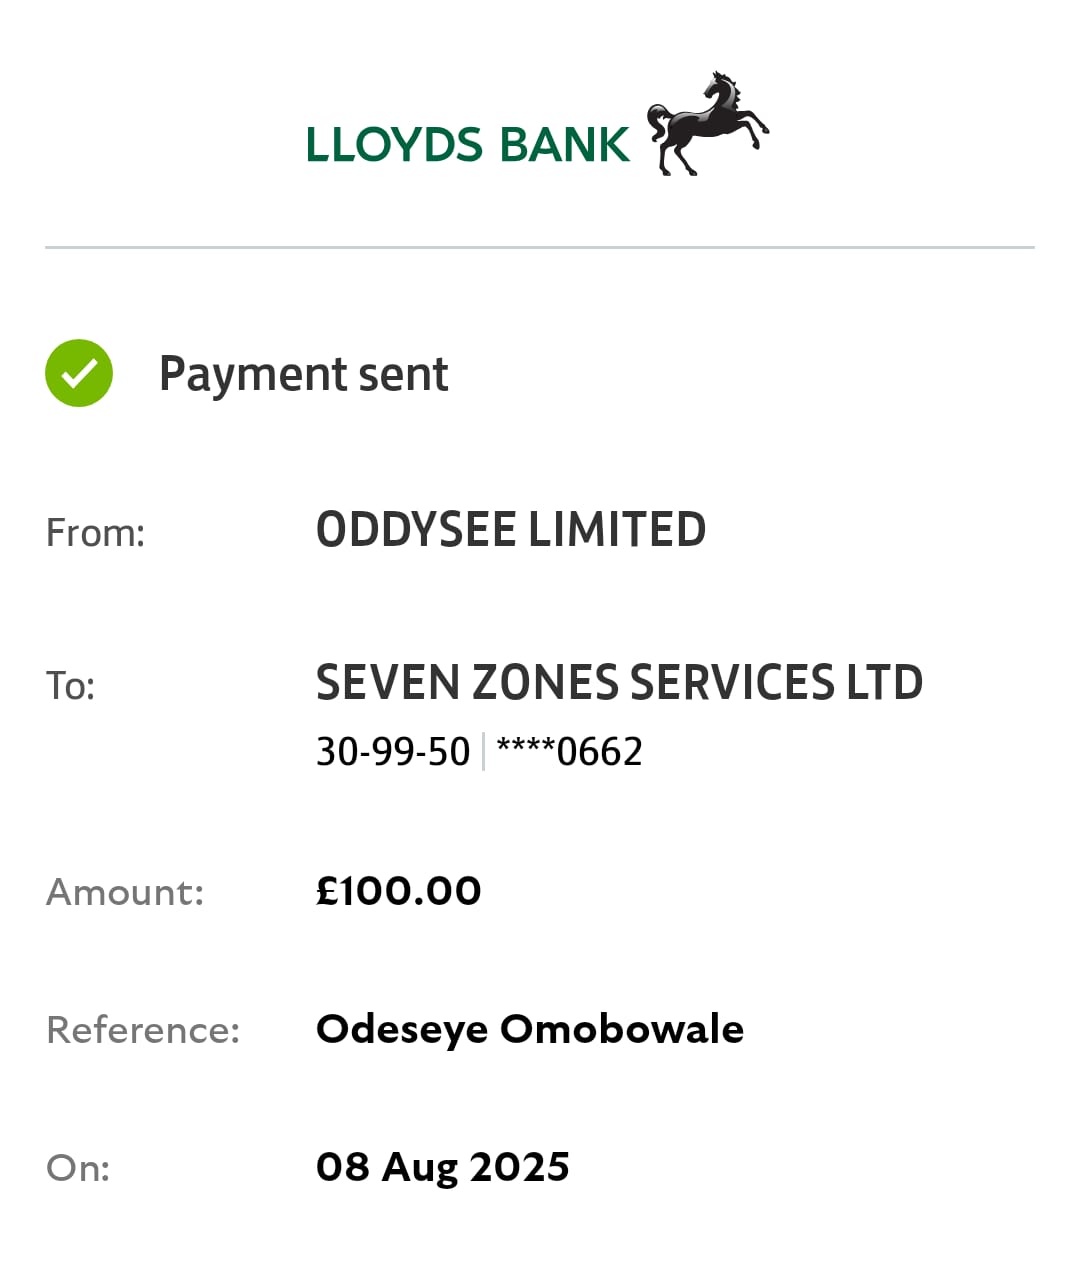 LLOYDS BANK
Payment sent
From: ODDYSEE LIMITED
To: SEVEN ZONES SERVICES LTD
30-99-50 | ****0662
Amount: £100.00
Reference: Odeseye Omobowale
On: 08 Aug 2025